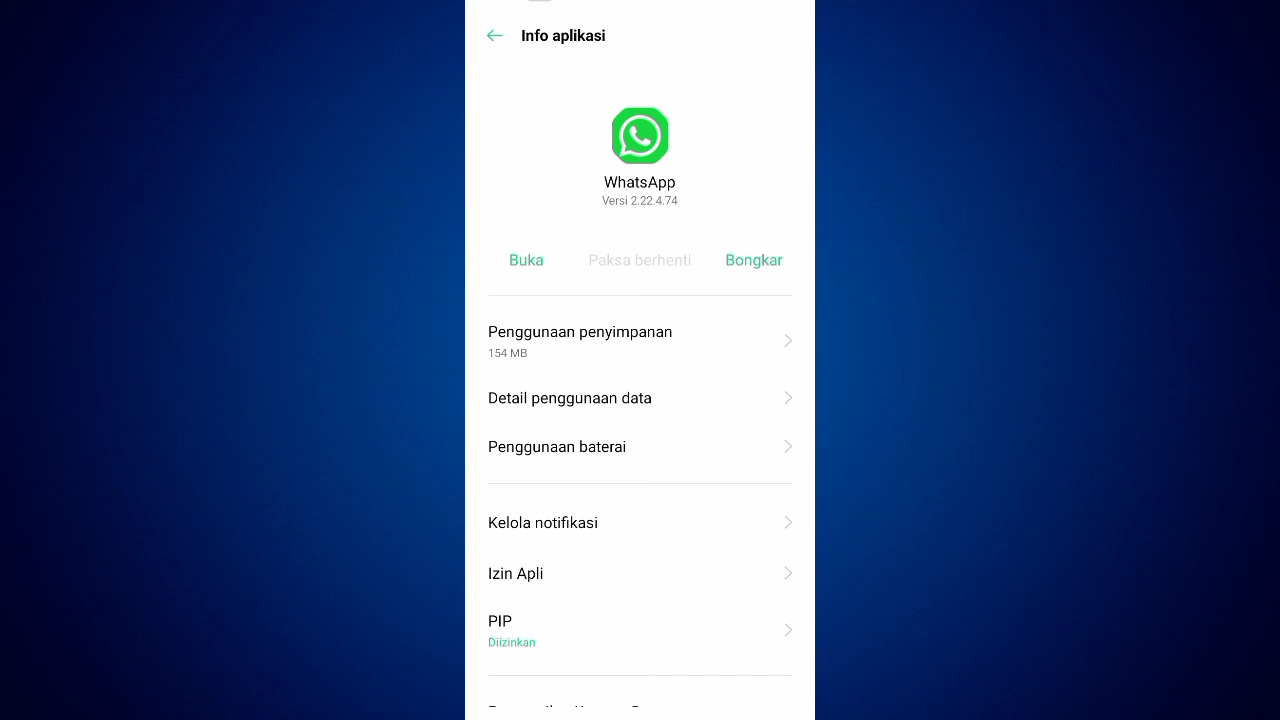 Info aplikasi
WhatsApp
Versi 2.22.4.74
Buka Paksa berhenti Bongkar
Penggunaan penyimpanan
154 MB
Detail penggunaan data
Penggunaan baterai
Kelola notifikasi
Izin Apli
PIP
Diizinkan